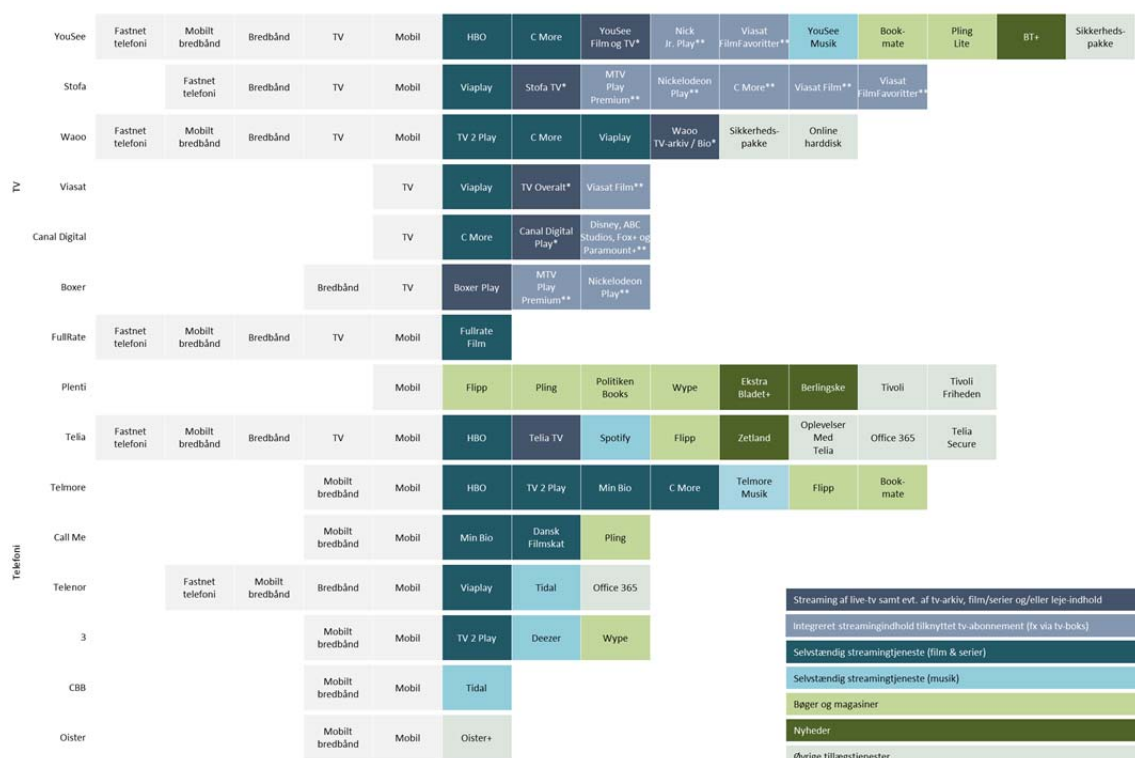 YouSee Fastnet telefoni Mobilt bredbånd Bredbånd TV Mobil HBO C More YouSee Film og TV* Nick Jr. Play** Viasat FilmFavoritter** YouSee Musik Book-mate Pling Lite BT+ Sikkerheds-pakke
Stofa Fastnet telefoni Bredbånd TV Mobil Viaplay Stofa TV* MTV Play Premium** Nickelodeon Play** C More** Viasat Film** Viasat FilmFavoritter**
Waoo Fastnet telefoni Mobilt bredbånd Bredbånd TV Mobil TV 2 Play C More Viaplay Waoo TV-arkiv / Bio* Sikkerheds-pakke Online harddisk
TV
Viasat TV Viaplay TV Overalt* Viasat Film**
Canal Digital TV C More Canal Digital Play* Disney, ABC Studios, Fox+ og Paramount+**
Boxer Bredbånd TV Boxer Play MTV Play Premium** Nickelodeon Play**
FullRate Fastnet telefoni Mobilt bredbånd Bredbånd TV Mobil Fullrate Film
Plenti Mobil Flipp Pling Politiken Books Wype Ekstra Bladet+ Berlingske Tivoli Tivoli Friheden
Telia Fastnet telefoni Mobilt bredbånd Bredbånd TV Mobil HBO Telia TV Spotify Flipp Zetland Oplevelser Med Telia Office 365 Telia Secure
Telmore Mobilt bredbånd Mobil HBO TV 2 Play Min Bio C More Telmore Musik Flipp Book-mate
Telefoni
Call Me Mobilt bredbånd Mobil Min Bio Dansk Filmskat Pling
Telenor Fastnet telefoni Mobilt bredbånd Bredbånd Mobil Viaplay Tidal Office 365
3 Mobilt bredbånd Mobil TV 2 Play Deezer Wype
CBB Mobilt bredbånd Mobil Tidal
Oister Mobilt bredbånd Mobil Oister+
Streaming af live-tv samt evt. af tv-arkiv, film/serier og/eller leje-indhold
Integreret streamingindhold tilknyttet tv-abonnement (fx via tv-boks)
Selvstændig streamingtjeneste (film & serier)
Selvstændig streamingtjeneste (musik)
Bøger og magasiner
Nyheder
Øvrige tillægstjenester